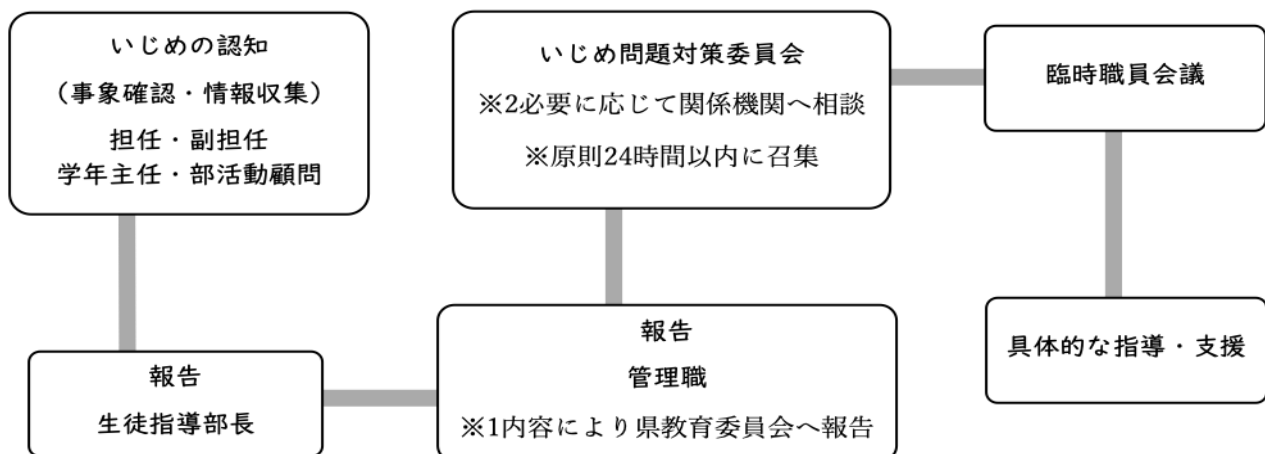 いじめの認知
(事象確認・情報収集)
担任・副担任
学年主任・部活動顧問
報告
生徒指導部長
報告
管理職
※1内容により県教育委員会へ報告
いじめ問題対策委員会
※2必要に応じて関係機関へ相談
※原則24時間以内に召集
臨時職員会議
具体的な指導・支援